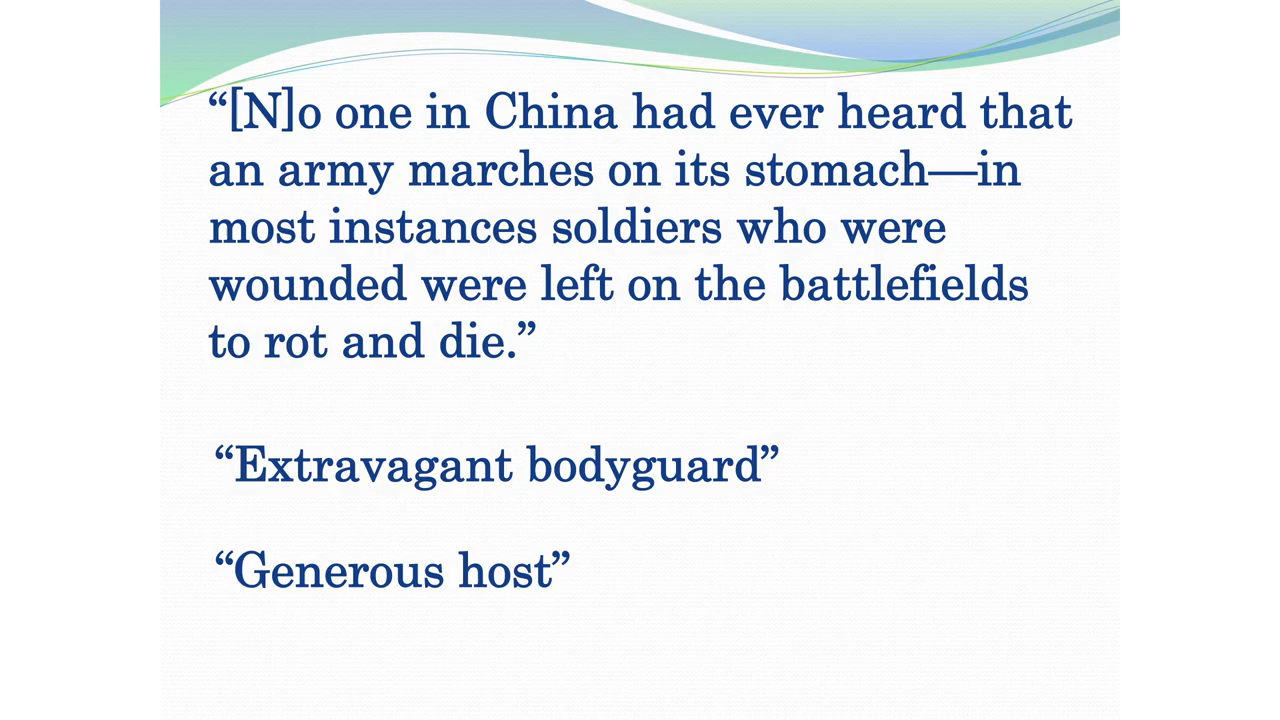 “[N]o one in China had ever heard that
an army marches on its stomach—in
most instances soldiers who were
wounded were left on the battlefields
to rot and die.”
“Extravagant bodyguard”
“Generous host”